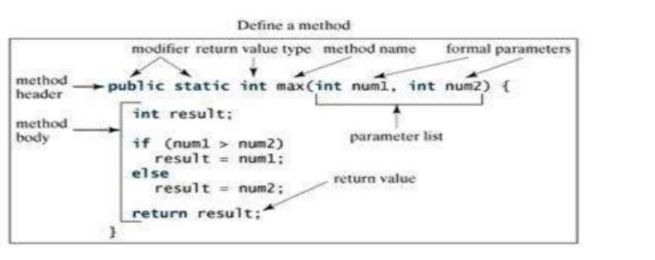 Define a method
modifier return value type method name formal parameters
method header
public static int max(int num1, int num2) {
method body
int result;
parameter list
if (num1 > num2)
result = num1;
else
result = num2;
return value
return result;
}